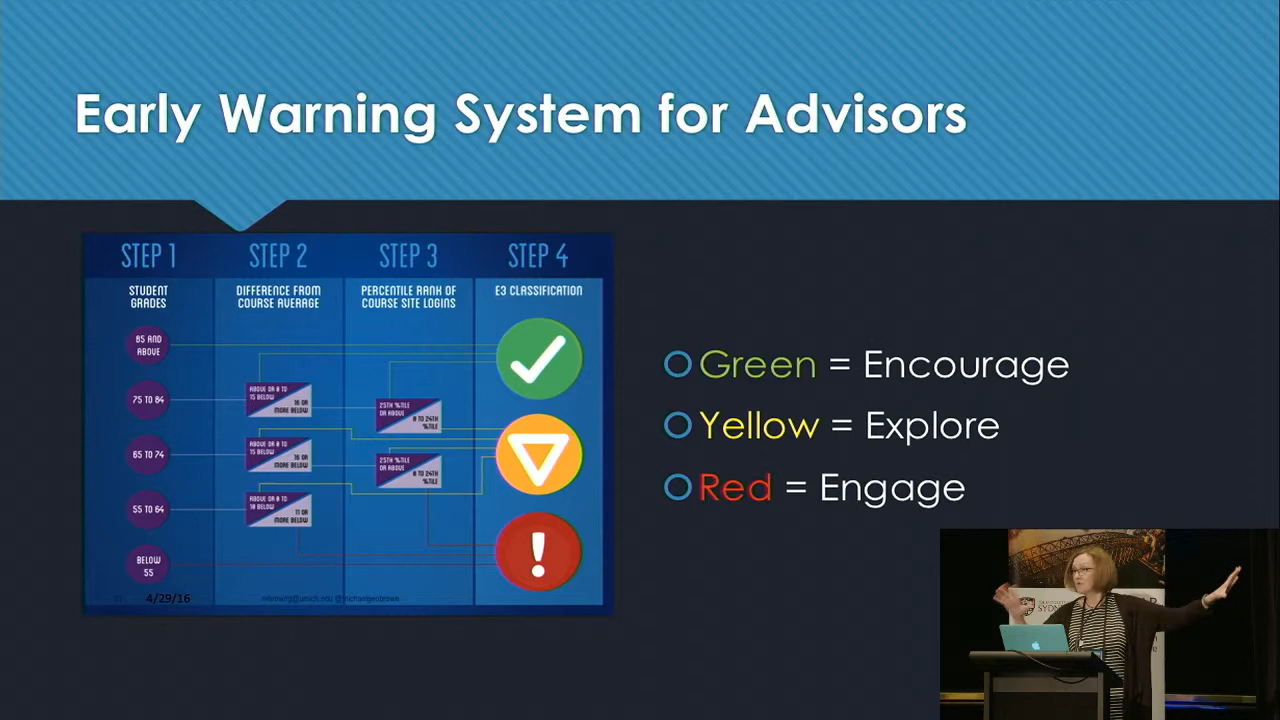 Early Warning System for Advisors
STEP 1
STEP 2
STEP 3
STEP 4
STUDENT
GRADES
DIFFERENCE FROM
COURSE AVERAGE
PERCENTILE RANK OF
COURSE SITE LOGINS
E3 CLASSIFICATION
85 AND
ABOVE
75 TO 84
65 TO 74
55 TO 64
BELOW
55
ABOVE OR 0 TO
15 BELOW
16 OR
MORE BELOW
ABOVE OR 0 TO
15 BELOW
16 OR
MORE BELOW
ABOVE OR 0 TO
10 BELOW
11 OR
MORE BELOW
25TH %TILE
OR ABOVE
0 TO 24TH
%TILE
25TH %TILE
OR ABOVE
0 TO 24TH
%TILE
!
4/29/16
@michaelgeobrown
Green = Encourage
Yellow = Explore
Red = Engage
SYDNEY